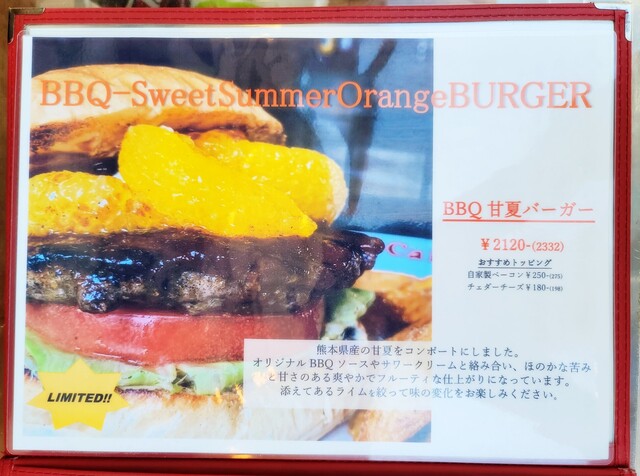 BBQ-SweetSummerOrangeBURGER
BBQ 甘夏バーガー
¥2120-(2332)
おすすめトッピング
自家製ベーコン¥250-(275)
チェダーチーズ¥180-(198)
熊本県産の甘夏をコンポートにしました。
オリジナル BBQ ソースやサワークリームと絡み合い、ほのかな苦み
と甘さのある爽やかでフルーティな仕上がりになっています。
添えてあるライムを絞って味の変化をお楽しみください。
LIMITED!!